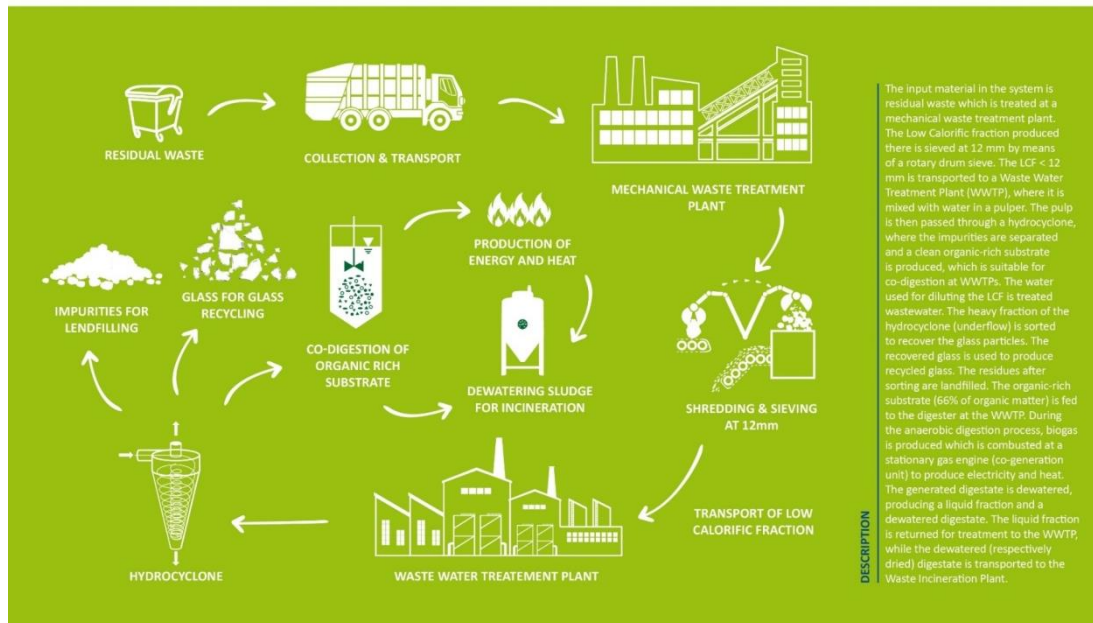 RESIDUAL WASTE
COLLECTION & TRANSPORT
MECHANICAL WASTE TREATMENT
PLANT
PRODUCTION OF
ENERGY AND HEAT
IMPURITIES FOR
LENDFILLING
GLASS FOR GLASS
RECYCLING
CO-DIGESTION OF
ORGANIC RICH
SUBSTRATE
DEWATERING SLUDGE
FOR INCINERATION
SHREDDING & SIEVING
AT 12mm
TRANSPORT OF LOW
CALORIFIC FRACTION
HYDROCYCLONE
WASTE WATER TREATEMENT PLANT
DESCRIPTION
The input material in the system is
residual waste which is treated at a
mechanical waste treatment plant.
The Low Calorific fraction produced
there is sieved at 12 mm by means
of a rotary drum sieve. The LCF < 12
mm is transported to a Waste Water
Treatment Plant (WWTP), where it is
mixed with water in a pulper. The pulp
is then passed through a hydrocyclone,
where the impurities are separated
and a clean organic-rich substrate
is produced, which is suitable for
co-digestion at WWTPs. The water
used for diluting the LCF is treated
wastewater. The heavy fraction of the
hydrocyclone (underflow) is sorted
to recover the glass particles. The
recovered glass is used to produce
recycled glass. The residues after
sorting are landfilled. The organic-rich
substrate (66% of organic matter) is fed
to the digester at the WWTP. During
the anaerobic digestion process, biogas
is produced which is combusted at a
stationary gas engine (co-generation
unit) to produce electricity and heat.
The generated digestate is dewatered,
producing a liquid fraction and a
dewatered digestate. The liquid fraction
is returned for treatment to the WWTP,
while the dewatered (respectively
dried) digestate is transported to the
Waste Incineration Plant.